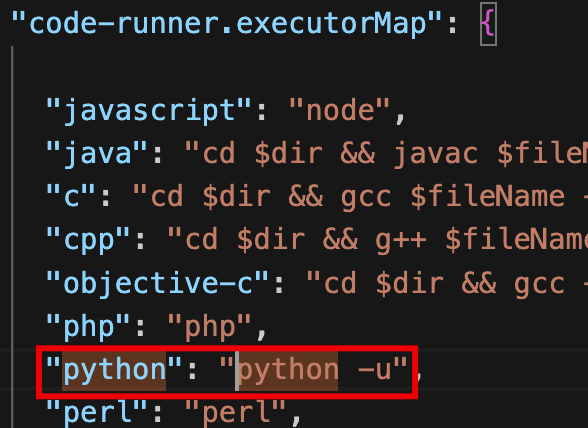 "code-runner.executorMap": {
"javascript": "node",
"java": "cd $dir && javac $fileN
"c": "cd $dir && gcc $fileName -
"cpp": "cd $dir && g++ $fileName
"objective-c": "cd $dir && gcc -
"php": "php",
"python": "python -u",
"perl": "perl",